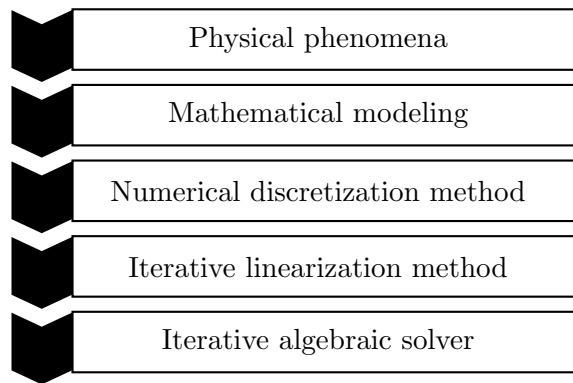 Physical phenomena
Mathematical modeling
Numerical discretization method
Iterative linearization method
Iterative algebraic solver